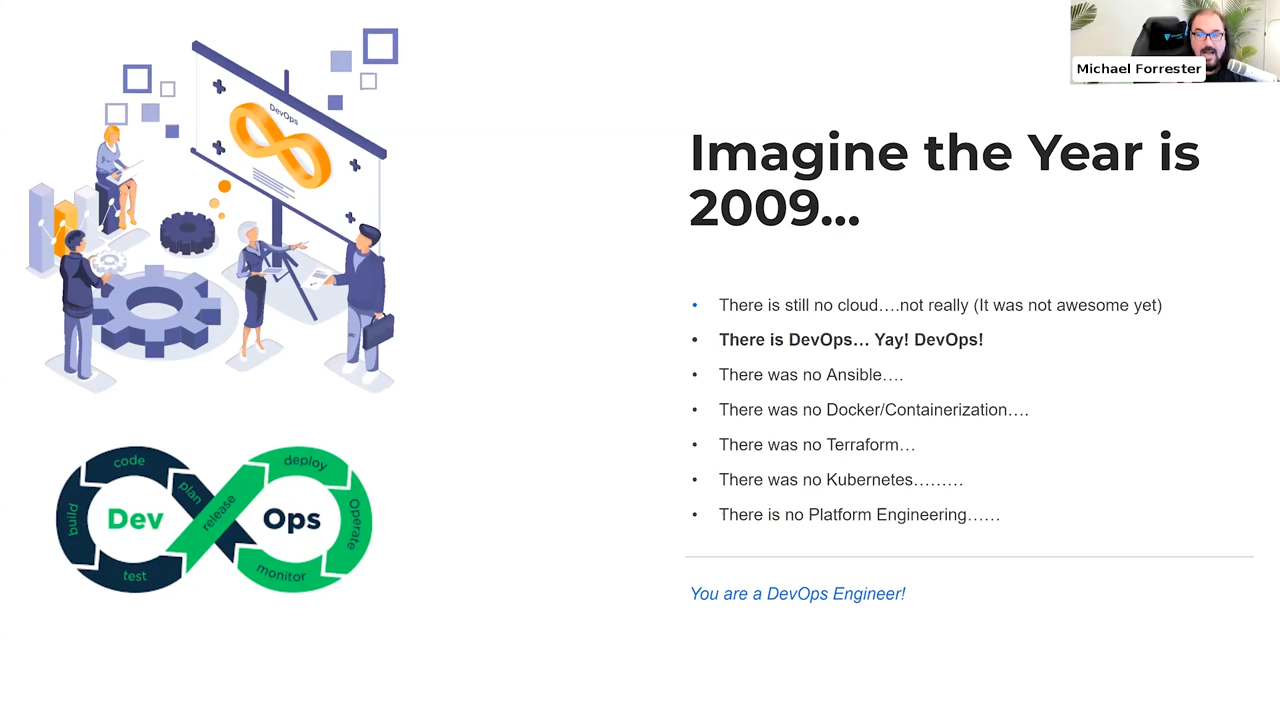 Michael Forrester
DevOps
Imagine the Year is
2009...
• There is still no cloud....not really (It was not awesome yet)
• There is DevOps... Yay! DevOps!
• There was no Ansible....
• There was no Docker/Containerization....
• There was no Terraform...
• There was no Kubernetes.........
• There is no Platform Engineering......
You are a DevOps Engineer!
code
plan
build
test
Dev
release
deploy
Operate
monitor
Ops